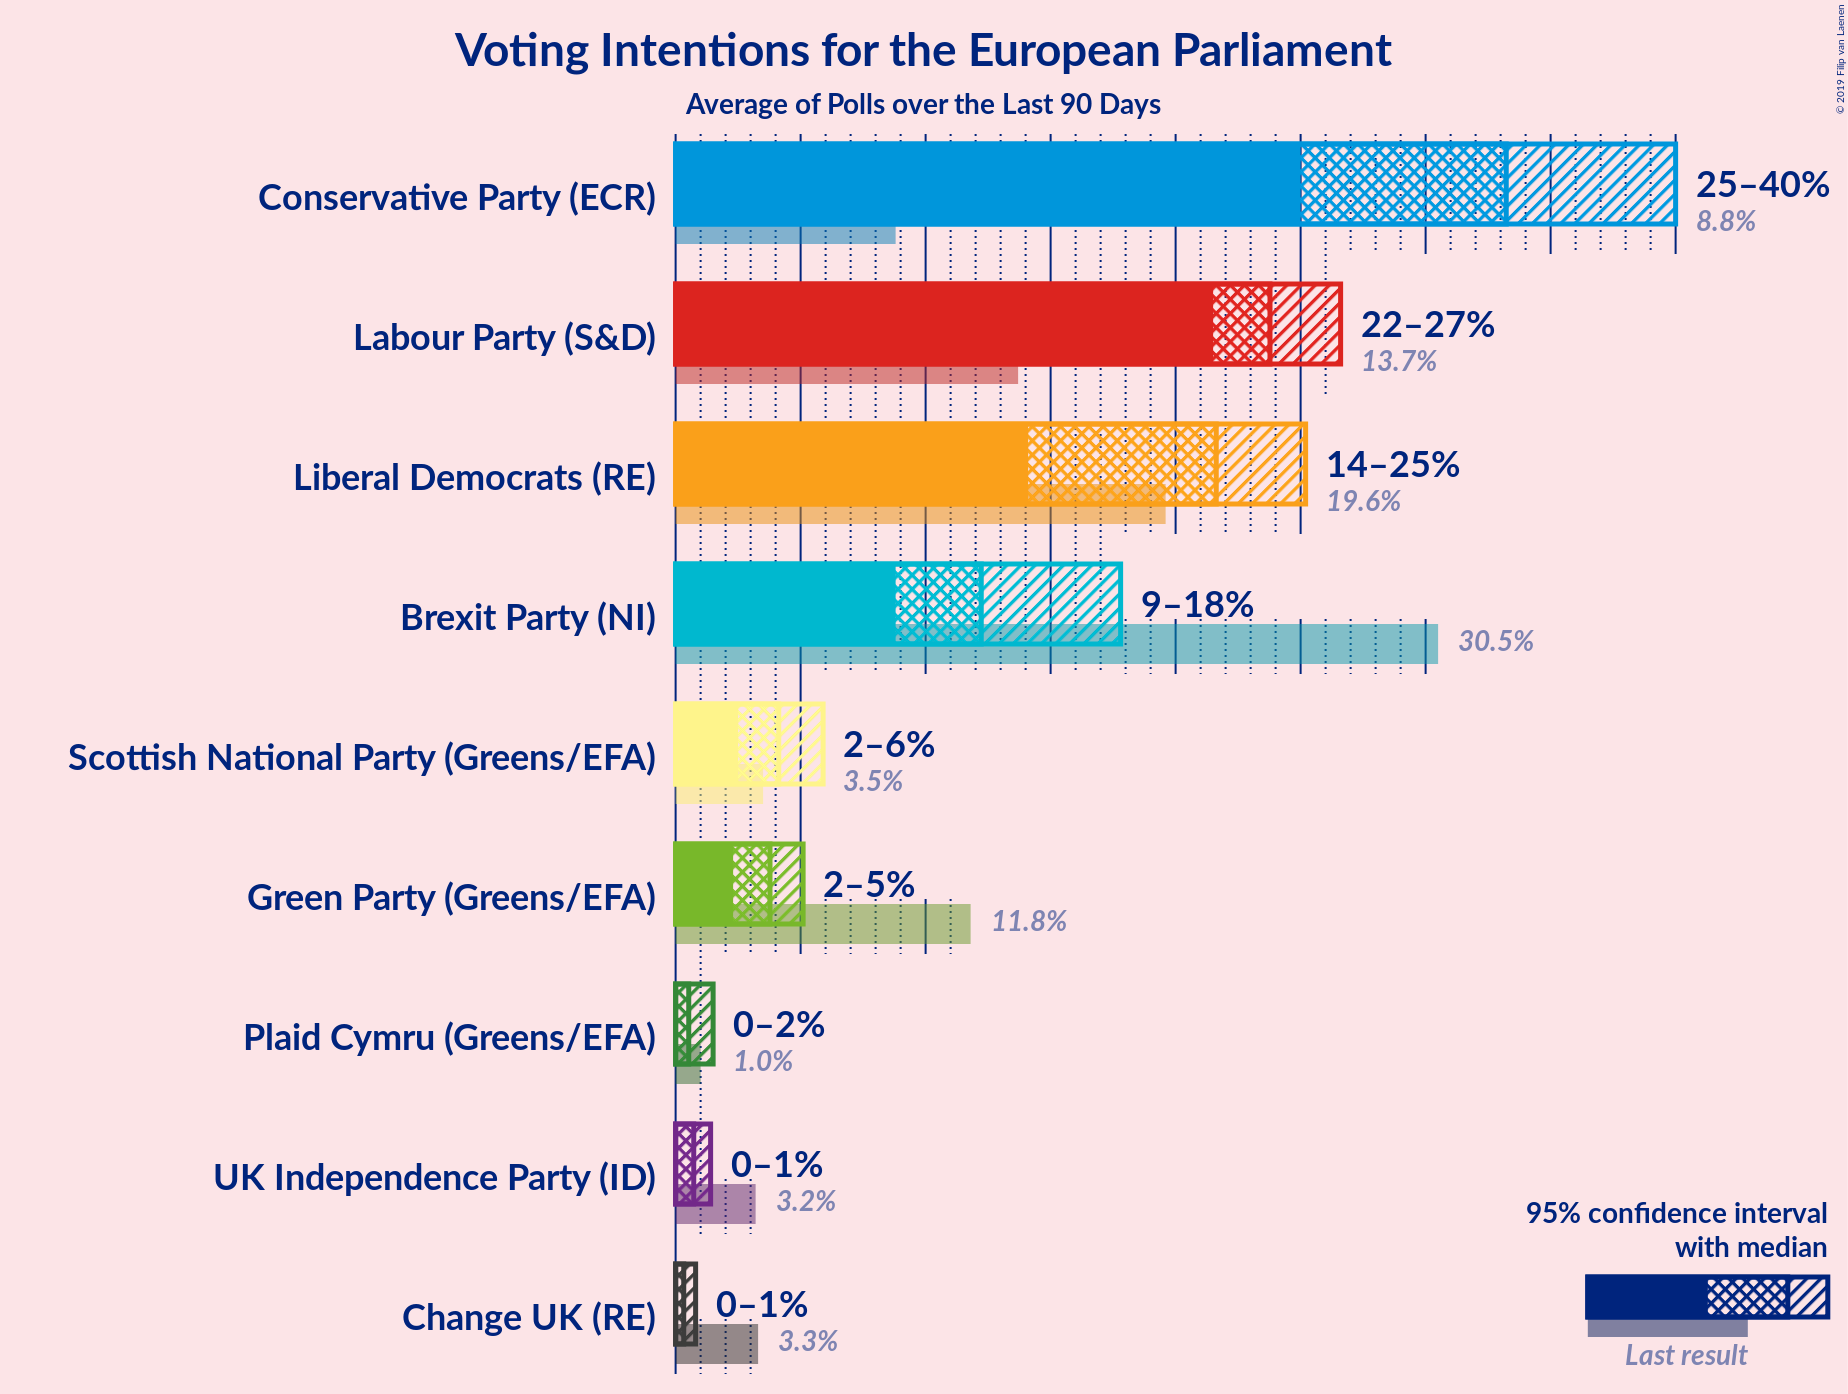 Voting Intentions for the European Parliament
Average of Polls over the Last 90 Days
© 2019 Filip van Laenen
Conservative Party (ECR)
25–40%
8.8%
Labour Party (S&D)
22–27%
13.7%
Liberal Democrats (RE)
14–25%
19.6%
Brexit Party (NI)
9–18%
30.5%
Scottish National Party (Greens/EFA)
2–6%
3.5%
Green Party (Greens/EFA)
2–5%
11.8%
Plaid Cymru (Greens/EFA)
0–2%
1.0%
UK Independence Party (ID)
0–1%
3.2%
Change UK (RE)
0–1%
3.3%
95% confidence interval
with median
Last result